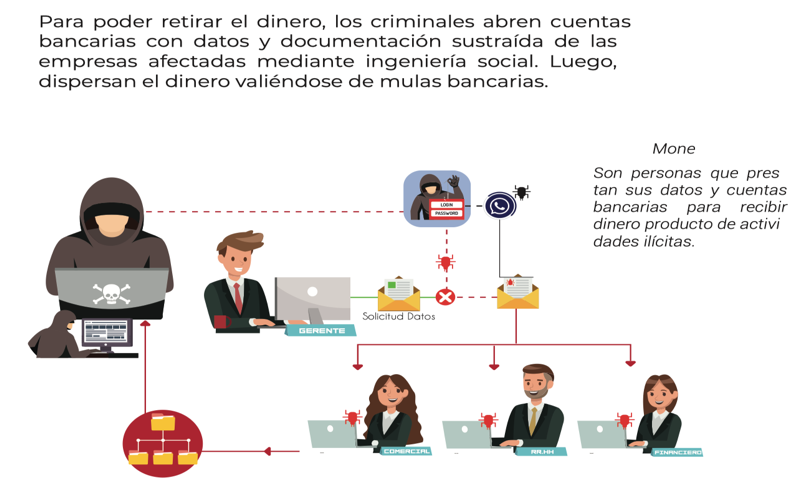 Para poder retirar el dinero, los criminales abren cuentas
bancarias con datos y documentación sustraída de las
empresas afectadas mediante ingeniería social. Luego,
dispersan el dinero valiéndose de mulas bancarias.
Mone
Son personas que pres
tan sus datos y cuentas
bancarias para recibir
dinero producto de activi
dades ilícitas.
LOGIN
PASSWORD
Solicitud Datos
GERENTE
COMERCIAL
RR.HH
FINANCIERO